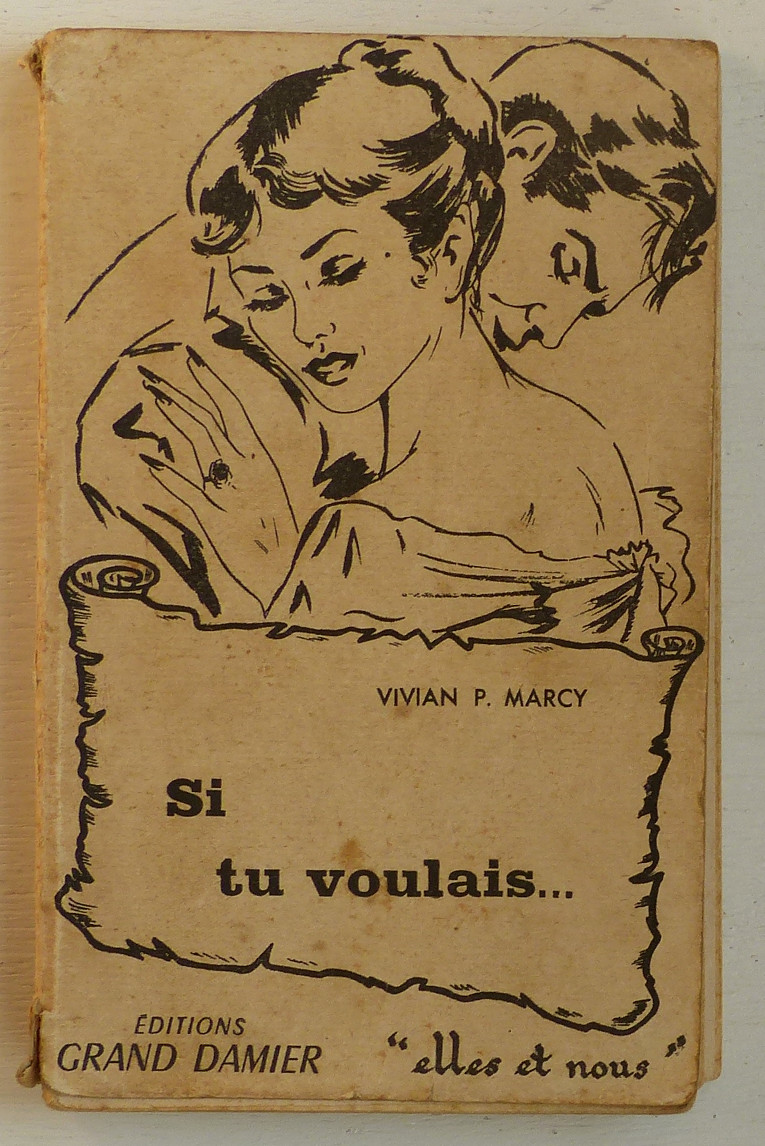 VIVIAN P. MARCY
Si
tu voulais...
ÉDITIONS
GRAND DAMIER
"elles et nous"